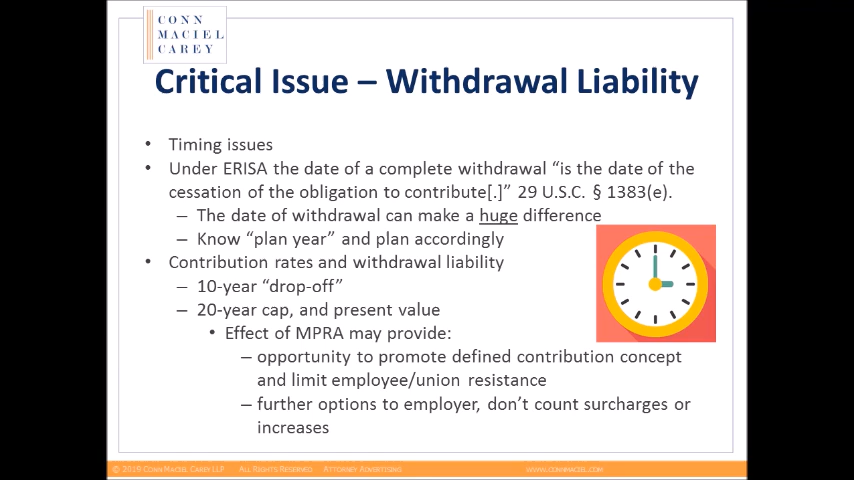 CONN
MACIEL
CAREY
Critical Issue – Withdrawal Liability
• Timing issues
• Under ERISA the date of a complete withdrawal “is the date of the
cessation of the obligation to contribute[.]” 29 U.S.C. § 1383(e).
– The date of withdrawal can make a huge difference
– Know “plan year” and plan accordingly
• Contribution rates and withdrawal liability
– 10-year “drop-off”
– 20-year cap, and present value
• Effect of MPRA may provide:
– opportunity to promote defined contribution concept
and limit employee/union resistance
– further options to employer, don’t count surcharges or
increases
© 2019 CONN MACIEL CAREY LLP ALL RIGHTS RESERVED ATTORNEY ADVERTISING WWW.CONNMACIEL.COM